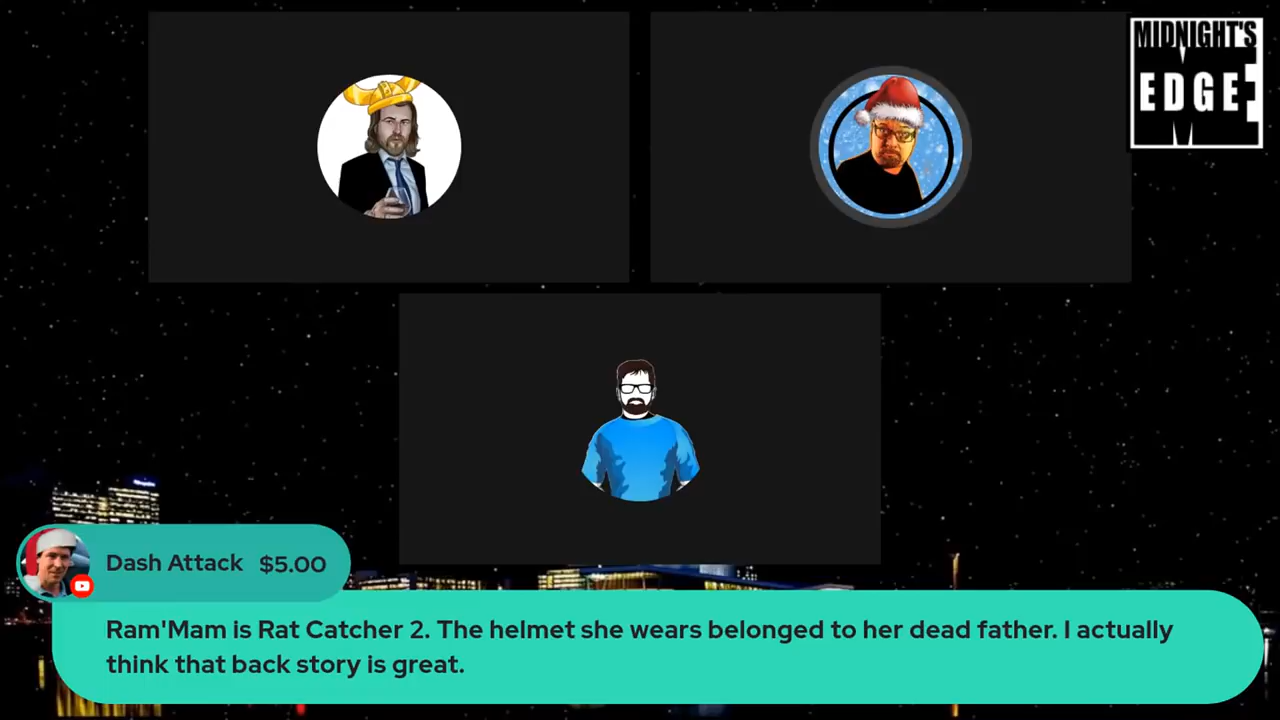 MIDNIGHT'S
EDGE
Dash Attack $5.00
Ram'Mam is Rat Catcher 2. The helmet she wears belonged to her dead father. I actually
think that back story is great.